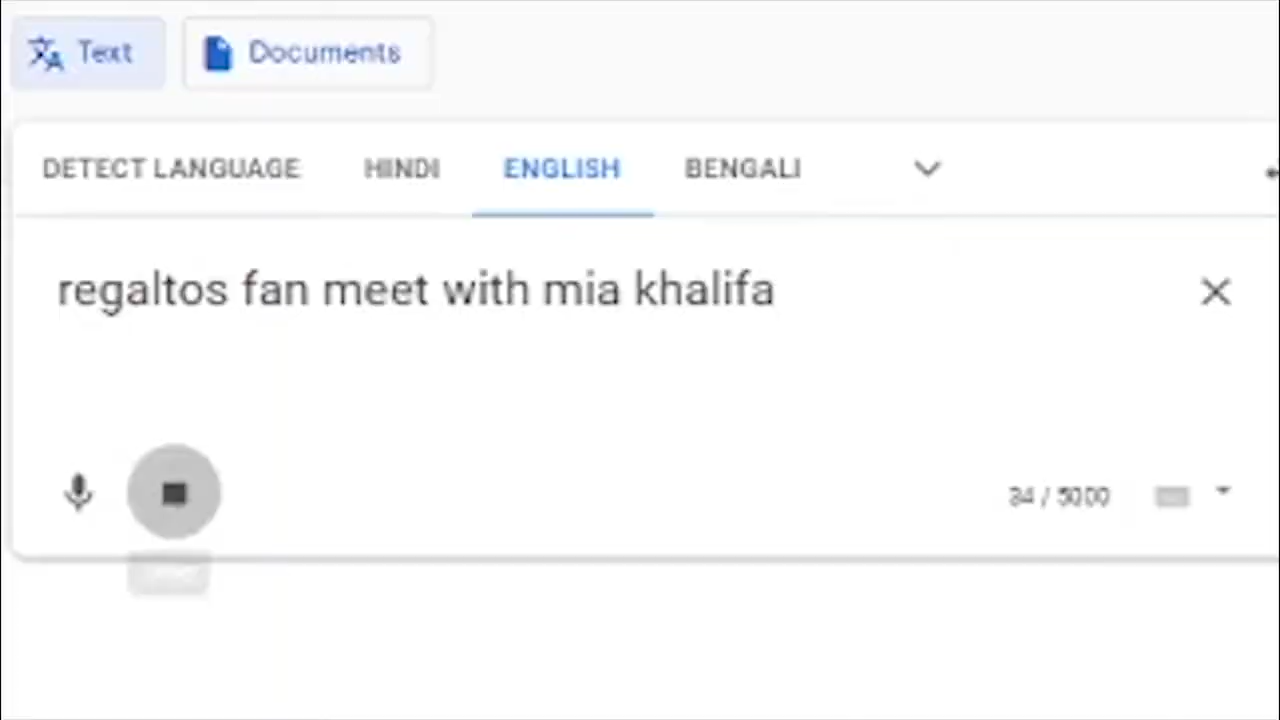 Text
Documents
DETECT LANGUAGE HINDI ENGLISH BENGALI
regaltos fan meet with mia khalifa
34 / 5000